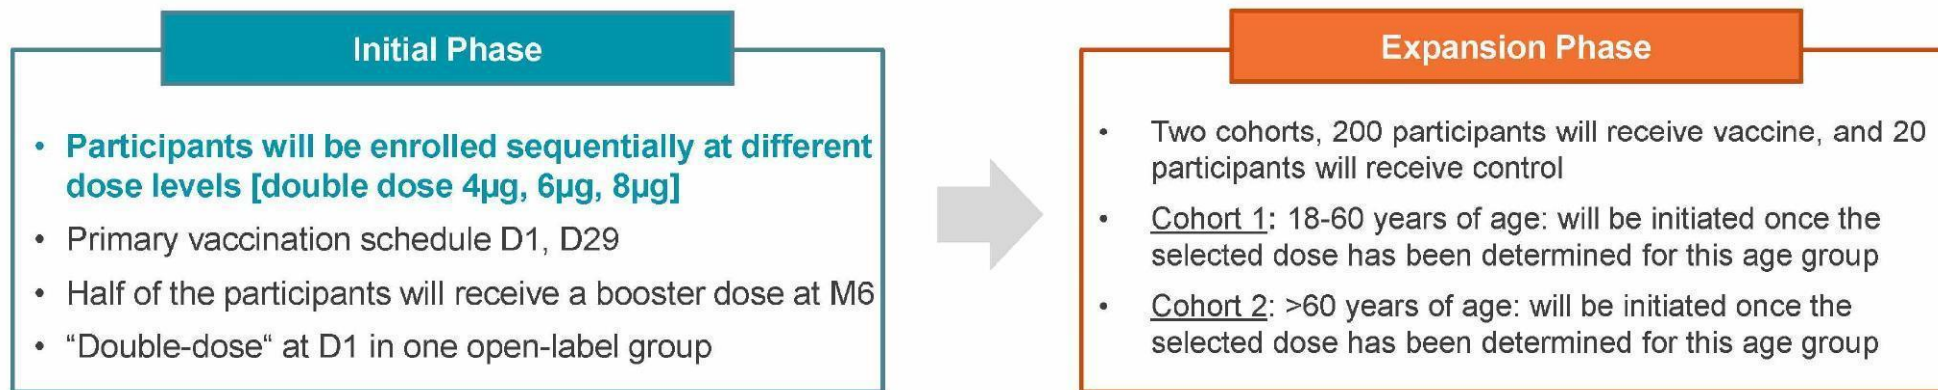 Initial Phase
• Participants will be enrolled sequentially at different
dose levels [double dose 4µg, 6µg, 8µg]
• Primary vaccination schedule D1, D29
• Half of the participants will receive a booster dose at M6
• “Double-dose“ at D1 in one open-label group
Expansion Phase
• Two cohorts, 200 participants will receive vaccine, and 20
participants will receive control
• Cohort 1: 18-60 years of age: will be initiated once the
selected dose has been determined for this age group
• Cohort 2: >60 years of age: will be initiated once the
selected dose has been determined for this age group